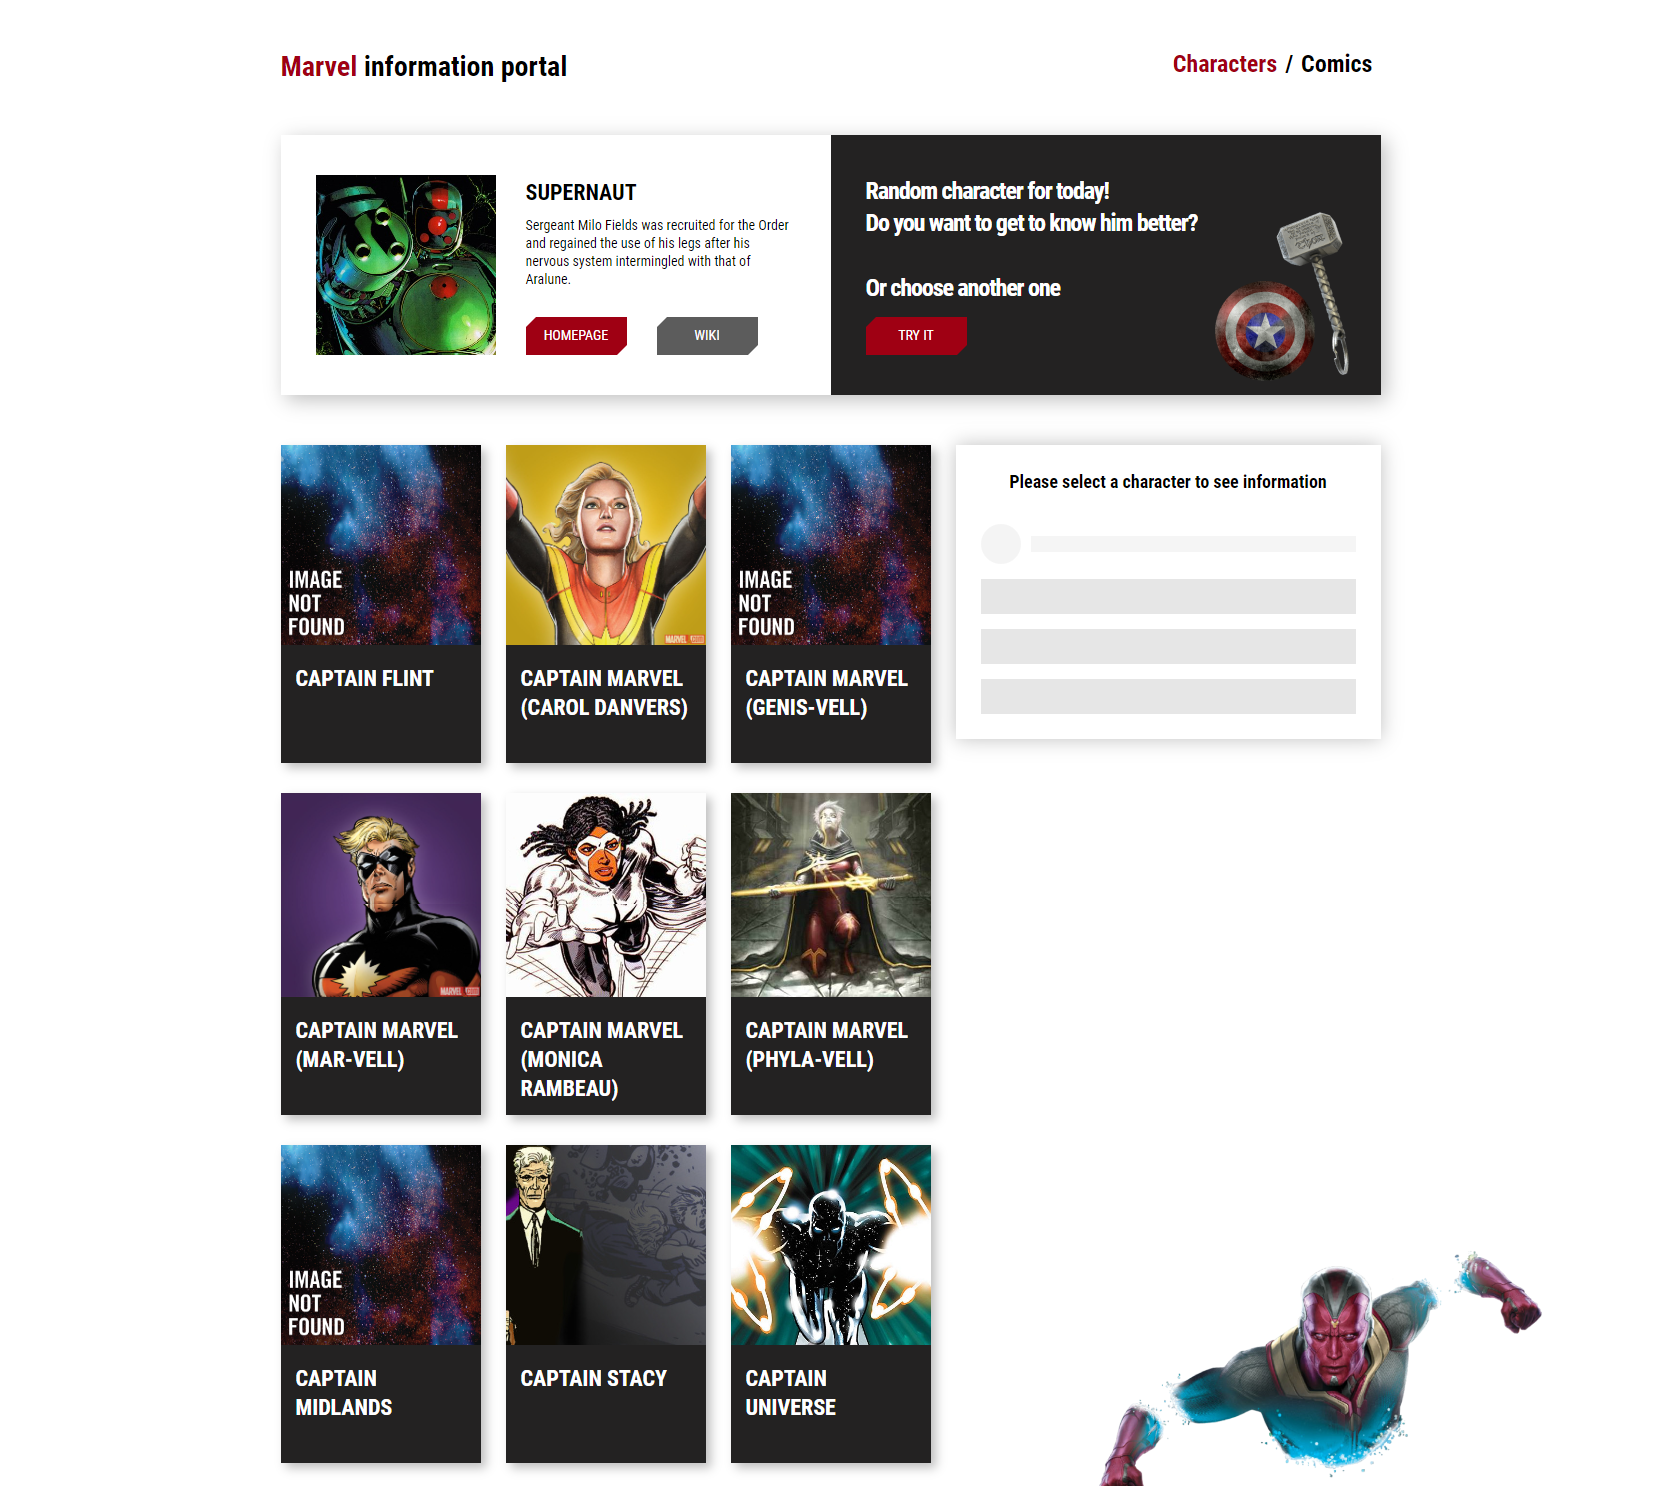 Marvel information portal
Characters / Comics
SUPERNAUT
Sergeant Milo Fields was recruited for the Order
and regained the use of his legs after his
nervous system intermingled with that of
Aralune.
HOMEPAGE
WIKI
Random character for today!
Do you want to get to know him better?
Or choose another one
TRY IT
IMAGE
NOT
FOUND
CAPTAIN FLINT
MARVEL
CAPTAIN MARVEL
(CAROL DANVERS)
IMAGE
NOT
FOUND
CAPTAIN MARVEL
(GENIS-VELL)
Please select a character to see information
MARVEL
CAPTAIN MARVEL
(MAR-VELL)
CAPTAIN MARVEL
(MONICA
RAMBEAU)
CAPTAIN MARVEL
(PHYLA-VELL)
IMAGE
NOT
FOUND
CAPTAIN
MIDLANDS
CAPTAIN STACY
CAPTAIN
UNIVERSE